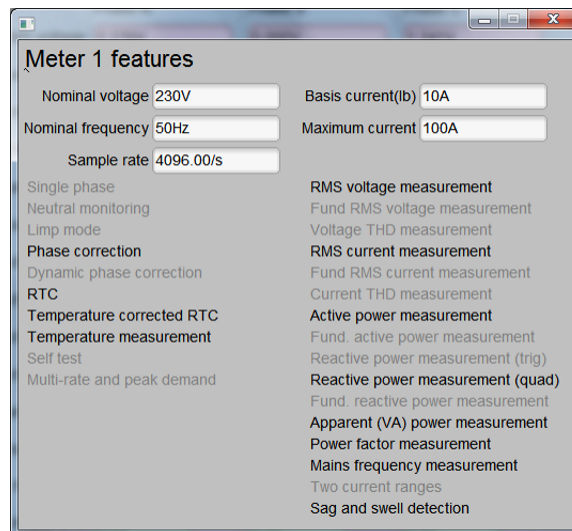 Meter 1 features
Nominal voltage 230V
Basis current(Ib) 10A
Nominal frequency 50Hz
Maximum current 100A
Sample rate 4096.00/s
Single phase
Neutral monitoring
Limp mode
Phase correction
Dynamic phase correction
RTC
Temperature corrected RTC
Temperature measurement
Self test
Multi-rate and peak demand
RMS voltage measurement
Fund RMS voltage measurement
Voltage THD measurement
RMS current measurement
Fund RMS current measurement
Current THD measurement
Active power measurement
Fund. active power measurement
Reactive power measurement (trig)
Reactive power measurement (quad)
Fund. reactive power measurement
Apparent (VA) power measurement
Power factor measurement
Mains frequency measurement
Two current ranges
Sag and swell detection